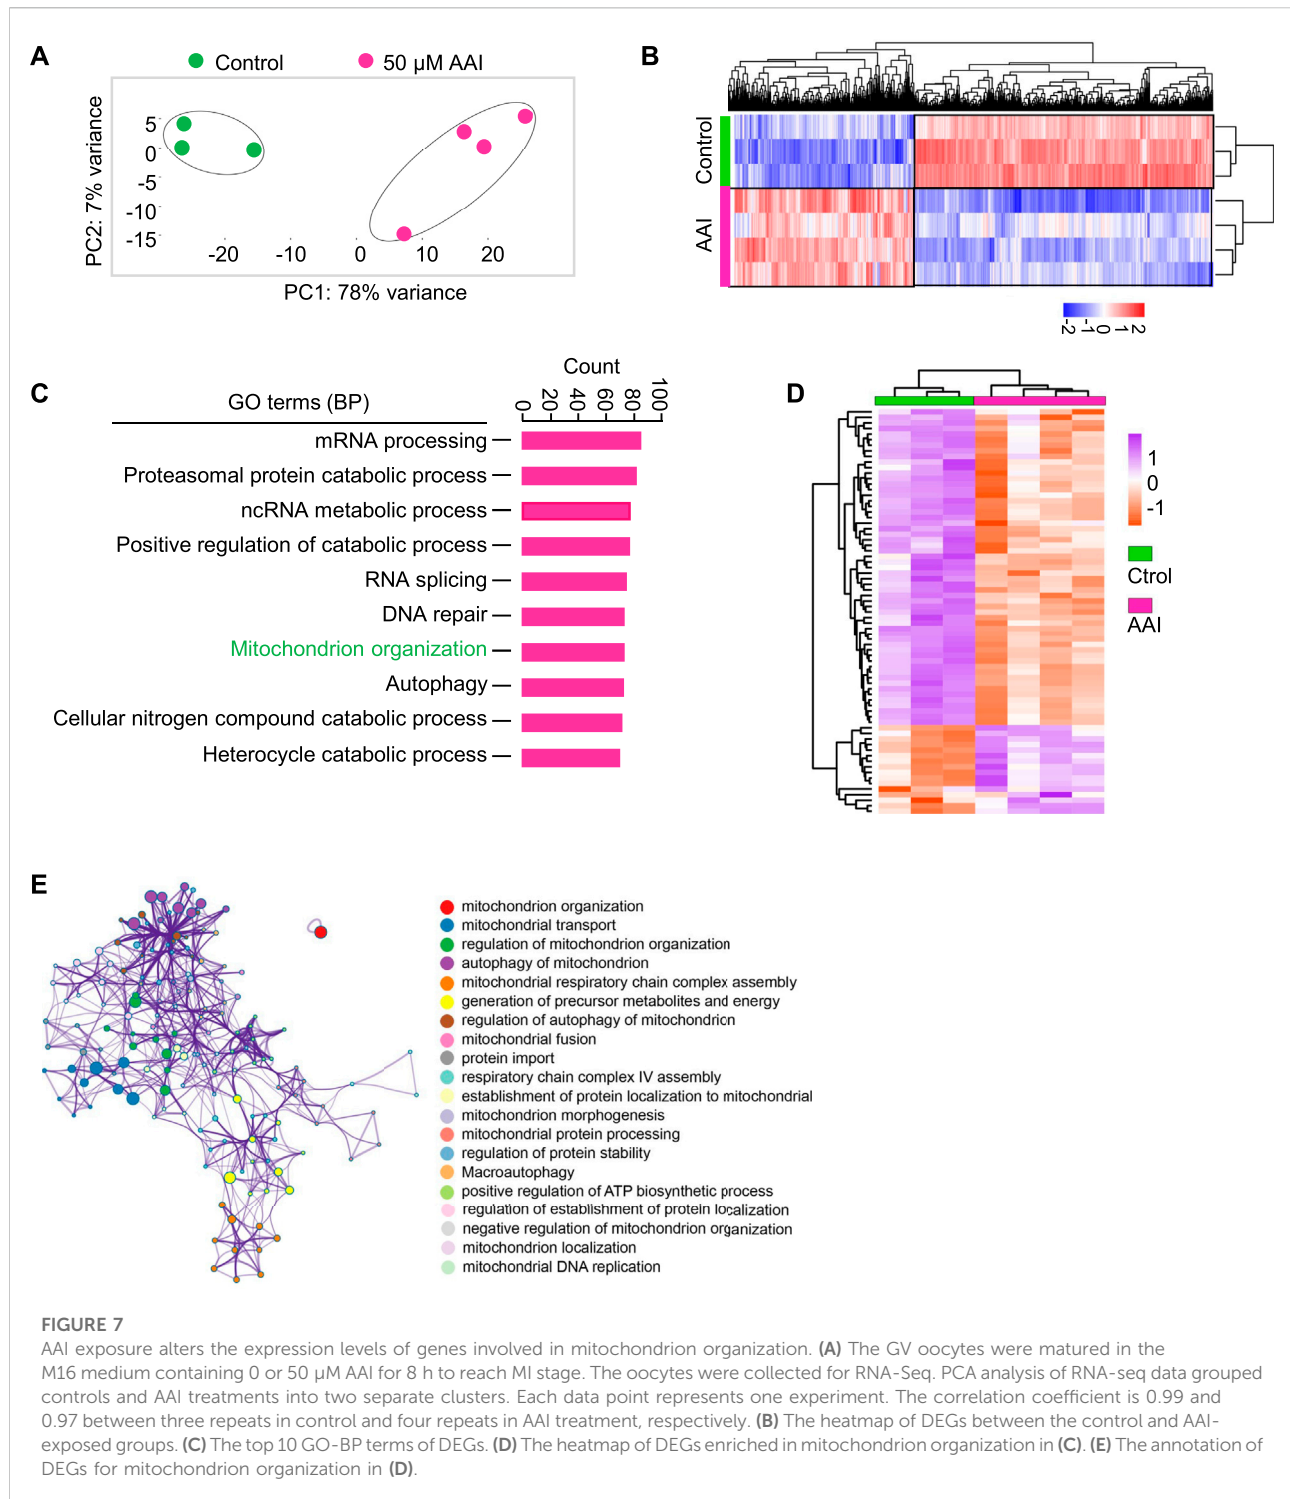 A
Control
50 µM AAI
PC2: 7% variance
5
0
-5
-10
-15
-20 -10 0 10 20
PC1: 78% variance
B
Control
AAI
-2 -1 0 1 2
C
GO terms (BP)
Count
0 20 40 60 80 100
mRNA processing
Proteasomal protein catabolic process
ncRNA metabolic process
Positive regulation of catabolic process
RNA splicing
DNA repair
Mitochondrion organization
Autophagy
Cellular nitrogen compound catabolic process
Heterocycle catabolic process
D
1
0
-1
Ctrol
AAI
E
mitochondrion organization
mitochondrial transport
regulation of mitochondrion organization
autophagy of mitochondrion
mitochondrial respiratory chain complex assembly
generation of precursor metabolites and energy
regulation of autophagy of mitochondrion
mitochondrial fusion
protein import
respiratory chain complex IV assembly
establishment of protein localization to mitochondrial
mitochondrion morphogenesis
mitochondrial protein processing
regulation of protein stability
Macroautophagy
positive regulation of ATP biosynthetic process
regulation of establishment of protein localization
negative regulation of mitochondrion organization
mitochondrion localization
mitochondrial DNA replication
FIGURE 7
AAI exposure alters the expression levels of genes involved in mitochondrion organization. (A) The GV oocytes were matured in the
M16 medium containing 0 or 50 µM AAI for 8 h to reach MI stage. The oocytes were collected for RNA-Seq. PCA analysis of RNA-seq data grouped
controls and AAI treatments into two separate clusters. Each data point represents one experiment. The correlation coefficient is 0.99 and
0.97 between three repeats in control and four repeats in AAI treatment, respectively. (B) The heatmap of DEGs between the control and AAI-
exposed groups. (C) The top 10 GO-BP terms of DEGs. (D) The heatmap of DEGs enriched in mitochondrion organization in (C). (E) The annotation of
DEGs for mitochondrion organization in (D).